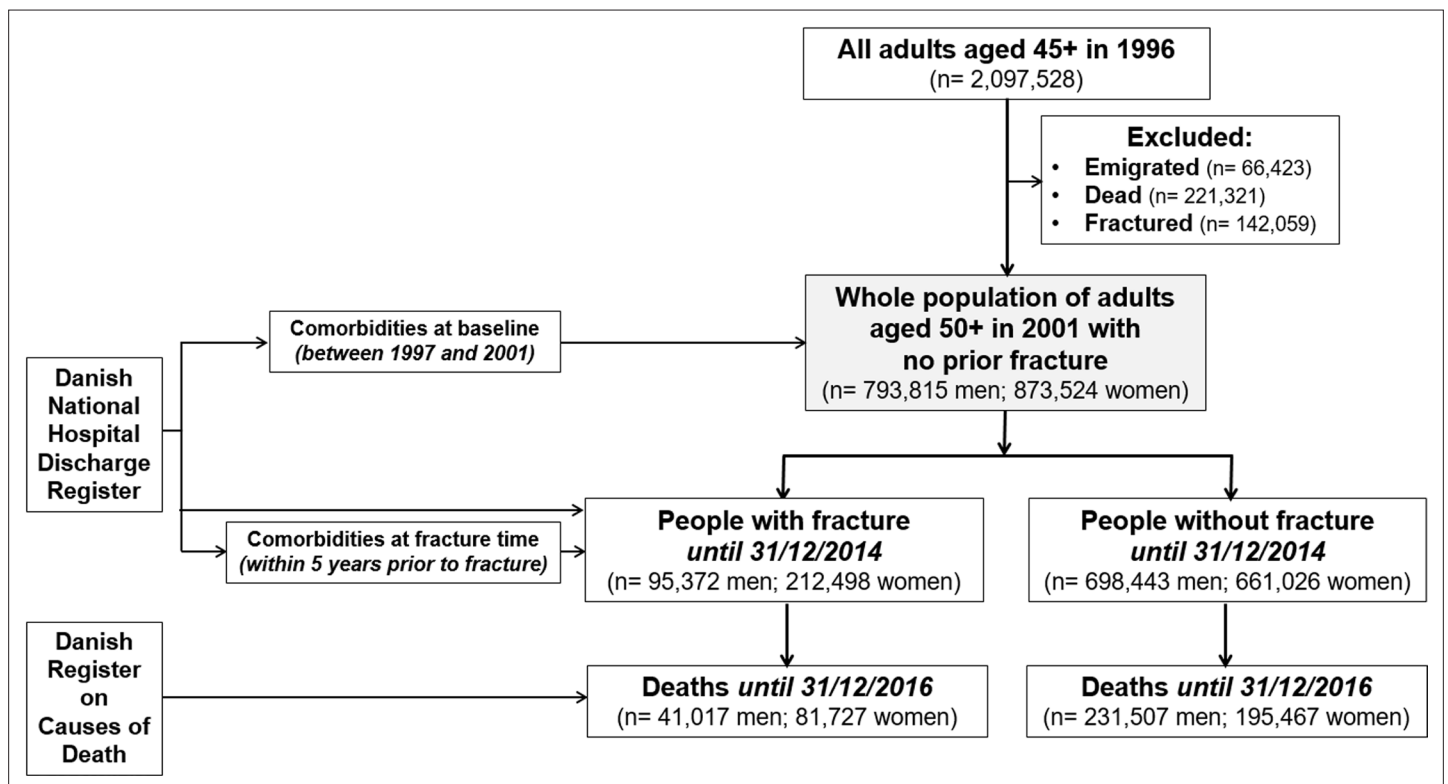 All adults aged 45+ in 1996
(n= 2,097,528)
Excluded:
• Emigrated (n= 66,423)
• Dead (n= 221,321)
• Fractured (n= 142,059)
Whole population of adults
aged 50+ in 2001 with
no prior fracture
(n= 793,815 men; 873,524 women)
Comorbidities at baseline
(between 1997 and 2001)
Danish
National
Hospital
Discharge
Register
People with fracture
until 31/12/2014
(n= 95,372 men; 212,498 women)
People without fracture
until 31/12/2014
(n= 698,443 men; 661,026 women)
Comorbidities at fracture time
(within 5 years prior to fracture)
Danish
Register
on
Causes of
Death
Deaths until 31/12/2016
(n= 41,017 men; 81,727 women)
Deaths until 31/12/2016
(n= 231,507 men; 195,467 women)